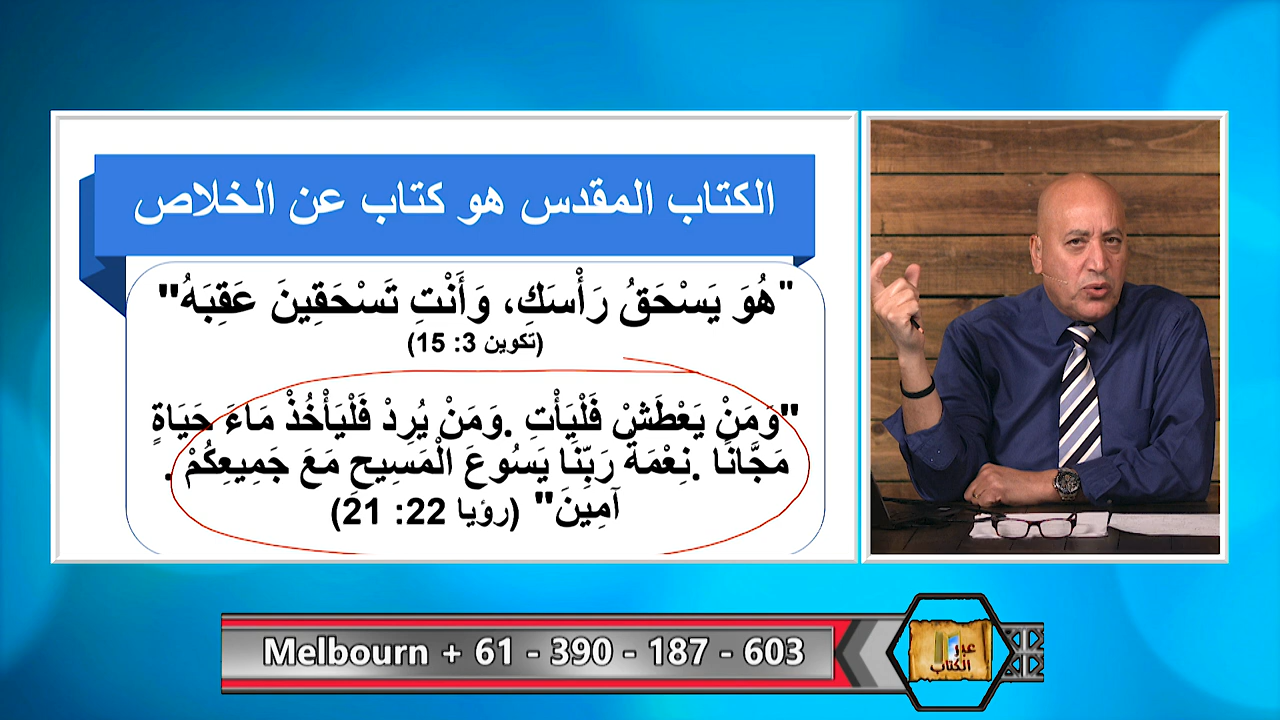 الكتاب المقدس هو كتاب عن الخلاص
"هُوَ يَسْحَقُ رَأْسَكِ، وَأَنْتِ تَسْحَقِينَ عَقِبَهُ"
(تكوين 3: 15)
"وَمَنْ يَعْطَشْ فَلْيَأْتِ .وَمَنْ يُرِدْ فَلْيَأْخُذْ مَاءَ حَيَاةٍ
مَجَّانًا .نِعْمَةُ رَبِّنَا يَسُوعَ الْمَسِيحِ مَعَ جَمِيعِكُمْ .
آمِينَ" (رؤيا 22: 21)
Melbourn + 61 - 390 - 187 - 603
عبر
الكتاب